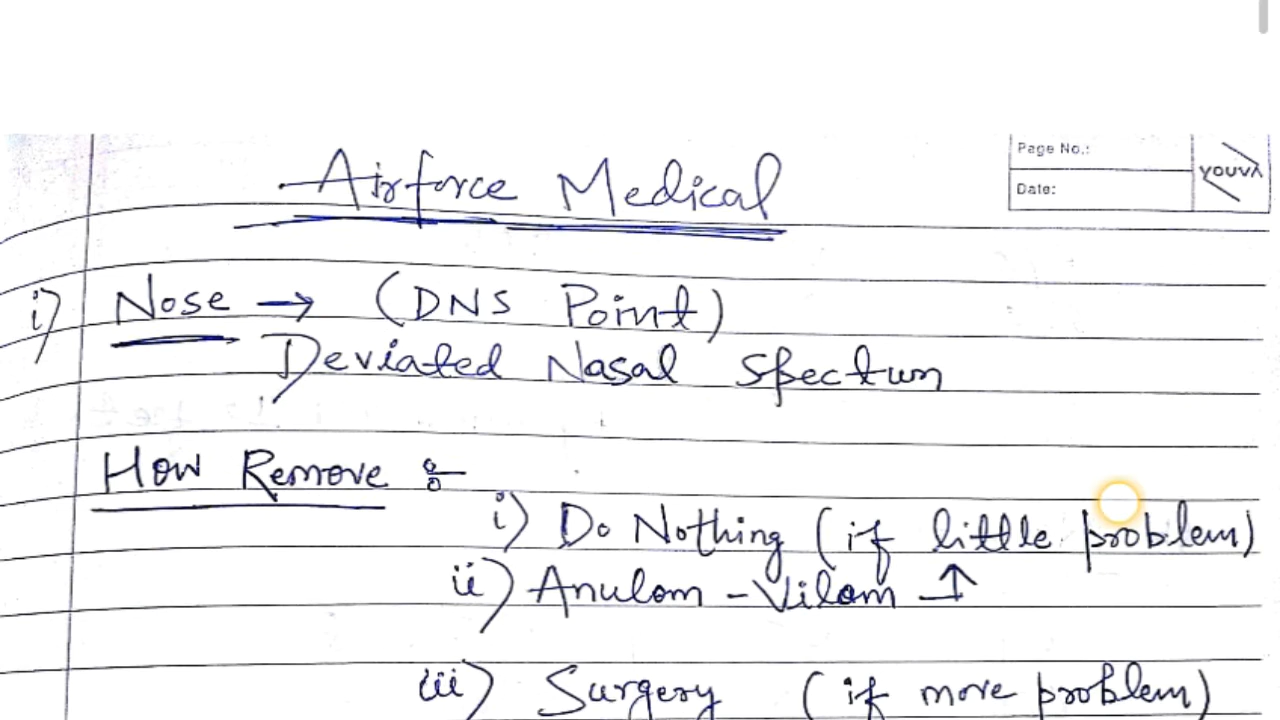 Page No.:
Date:
YOUVA
Airforce Medical
i) Nose → (DNS Point)
Deviated Nasal Spectum
How Remove :-
i) Do Nothing (if little problem)
ii) Anulom - Vilom ↑
iii) Surgery (if more problem)